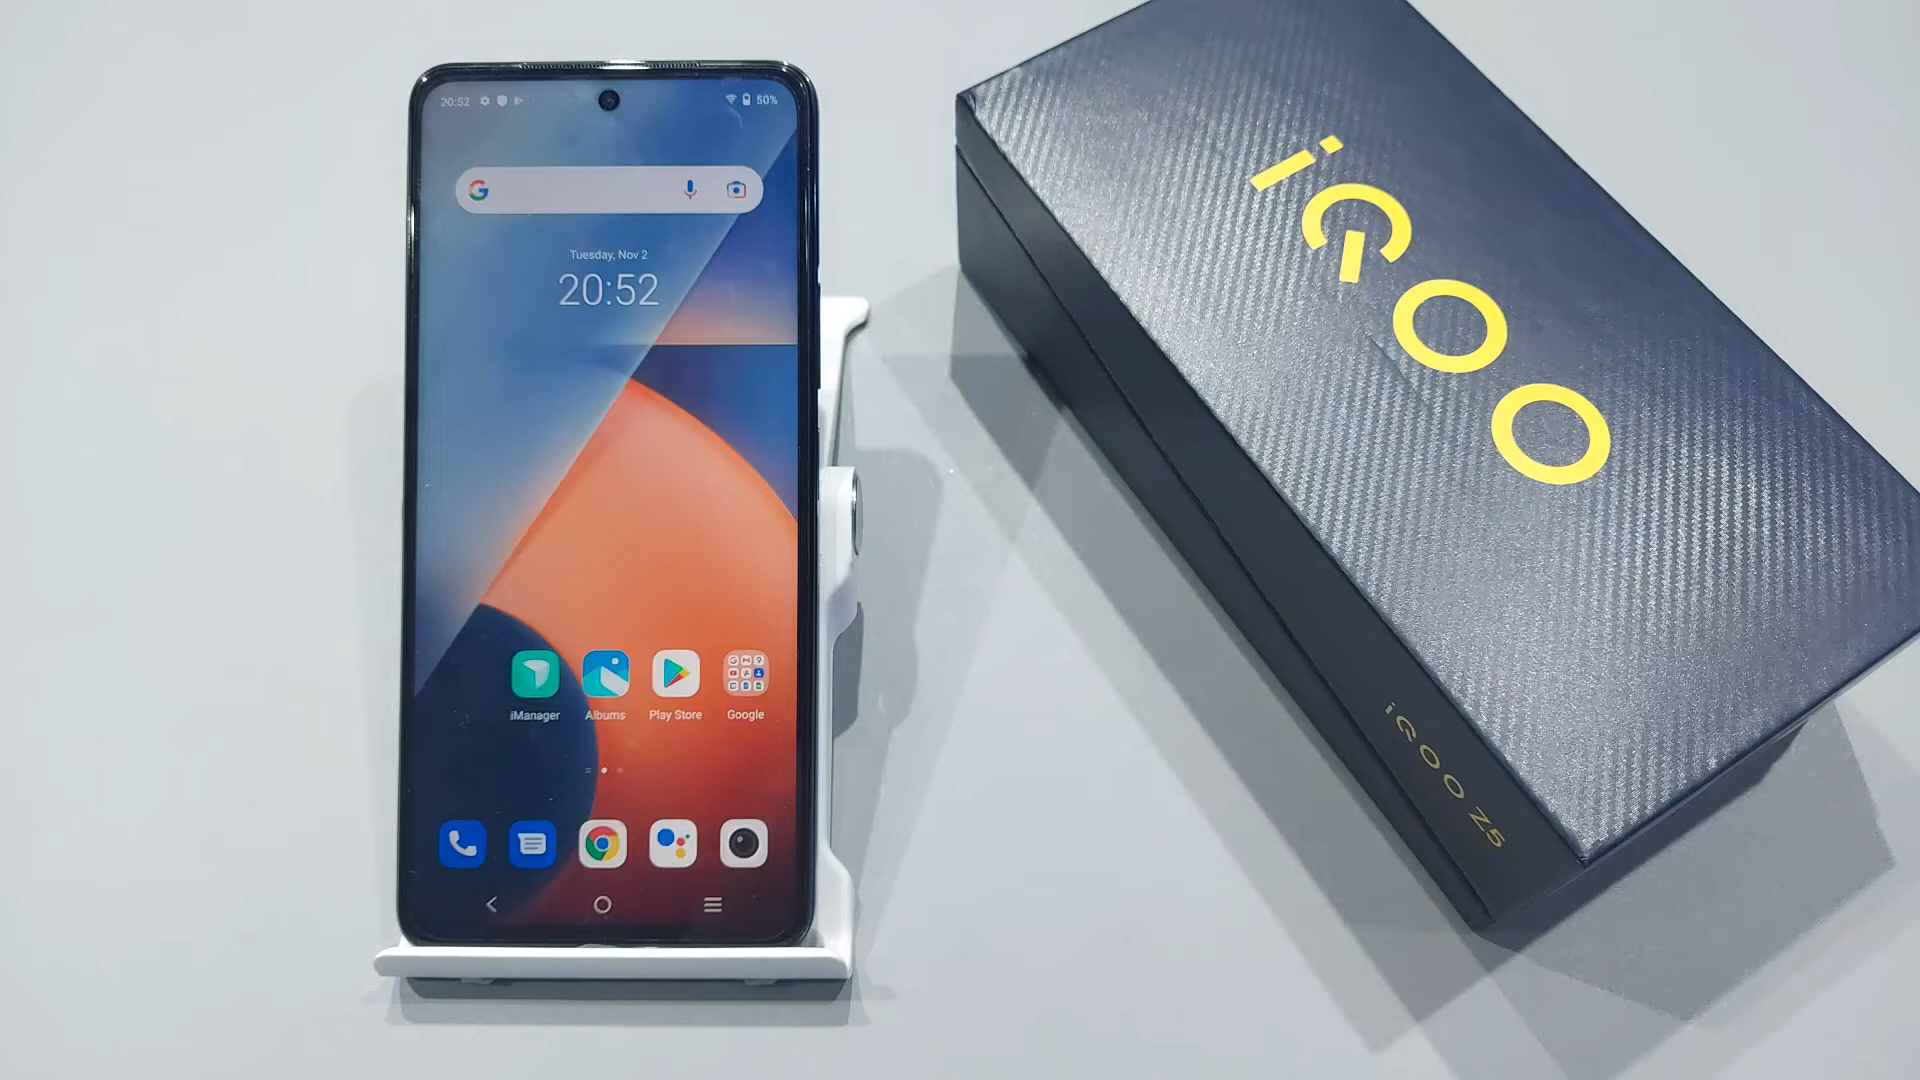 20:52
50%
Tuesday, Nov 2
20:52
iManager
Albums
Play Store
Google
iQOO
iQOO Z5